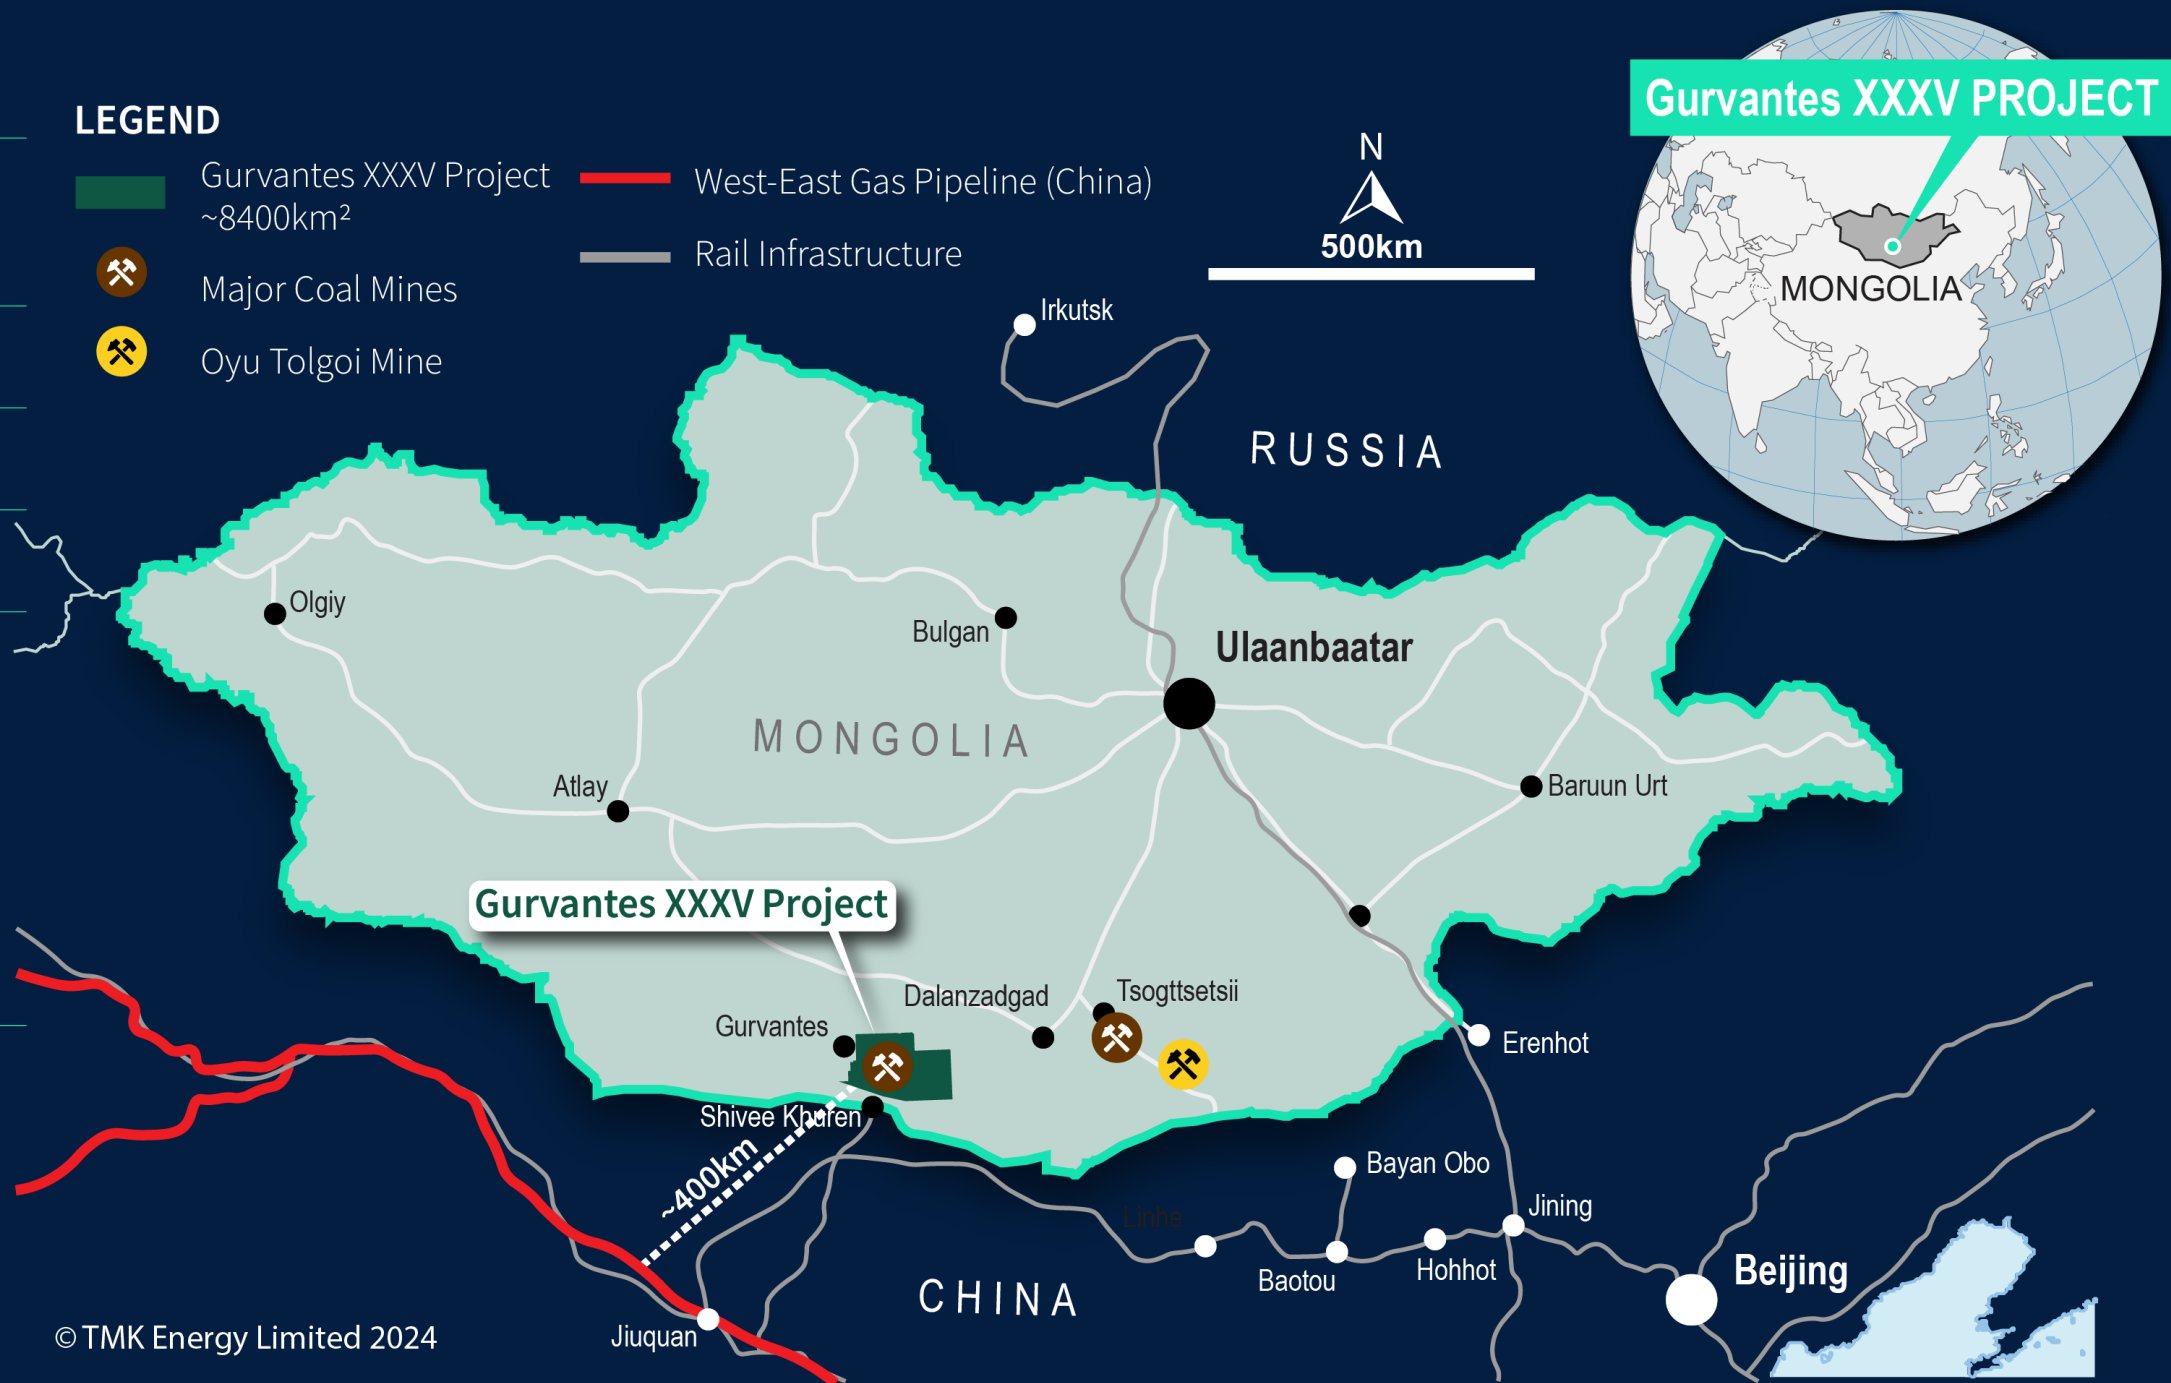 LEGEND
Gurvantes XXXV Project
~8400km²
Major Coal Mines
Oyu Tolgoi Mine
West-East Gas Pipeline (China)
Rail Infrastructure
N
500km
Gurvantes XXXV PROJECT
MONGOLIA
Irkutsk
RUSSIA
Olgiy
Bulgan
Ulaanbaatar
MONGOLIA
Atlay
Baruun Urt
Gurvantes XXXV Project
Dalanzadgad
Tsogttsetsii
Gurvantes
Erenhot
Shivee Khuren
~400km
Bayan Obo
Linhe
Jining
Baotou
Hohhot
Beijing
CHINA
Jiuquan
© TMK Energy Limited 2024